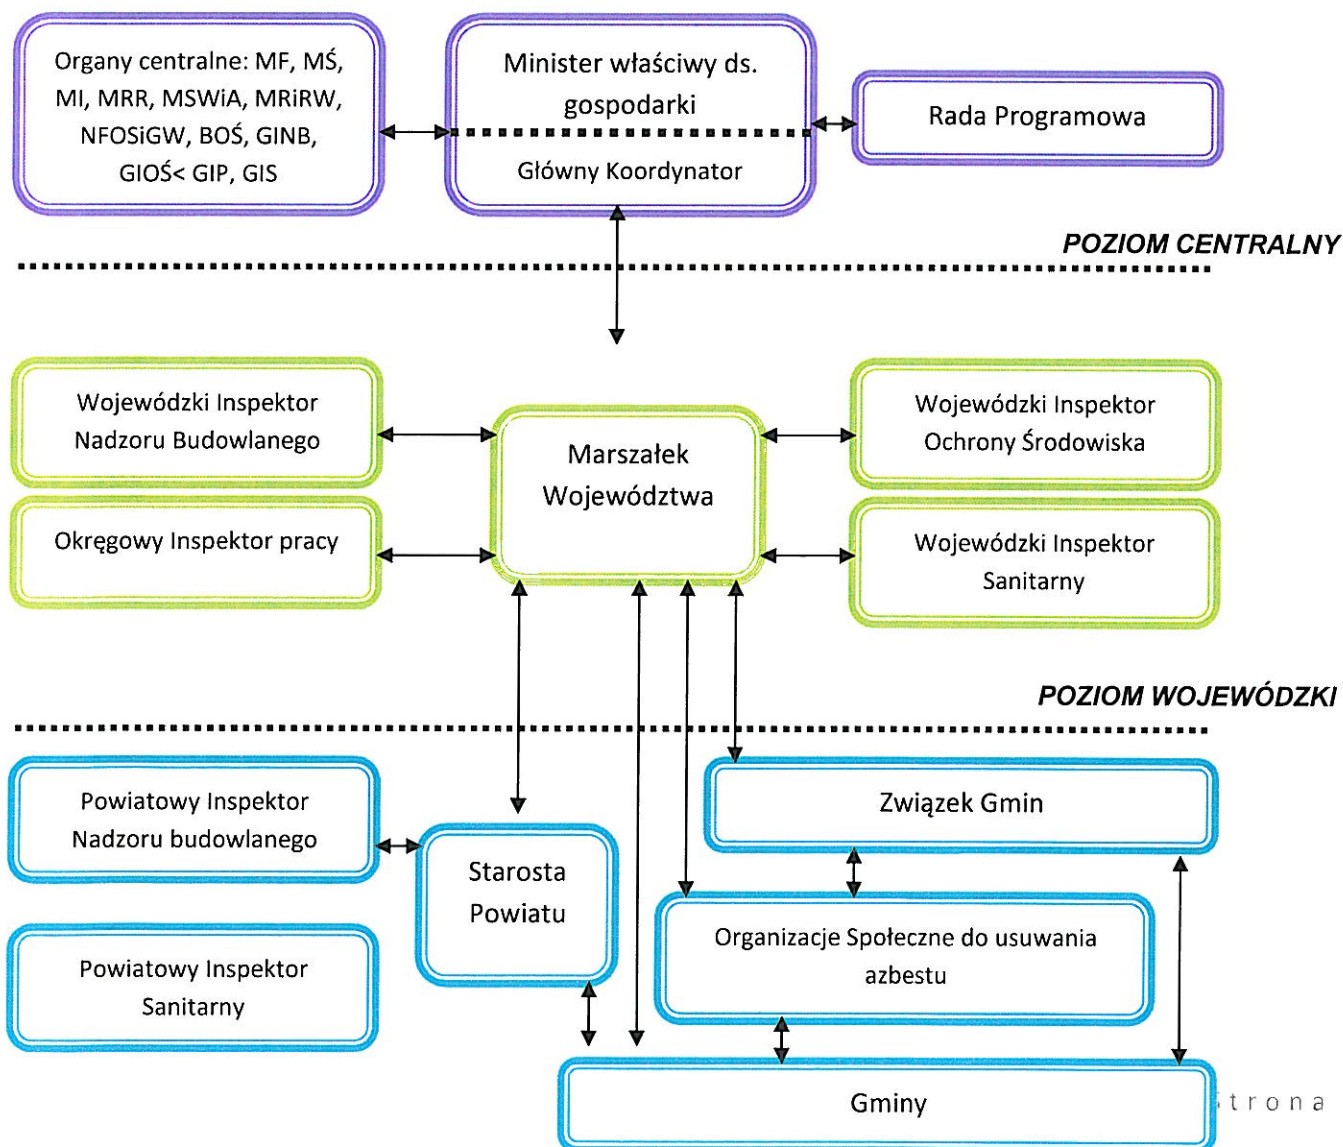 Organy centralne: MF, MŚ,
MI, MRR, MSWiA, MRiRW,
NFOSiGW, BOŚ, GINB,
GIOŚ< GIP, GIS
Minister właściwy ds.
gospodarki
Główny Koordynator
Rada Programowa
POZIOM CENTRALNY
Wojewódzki Inspektor
Nadzoru Budowlanego
Okręgowy Inspektor pracy
Marszałek
Województwa
Wojewódzki Inspektor
Ochrony Środowiska
Wojewódzki Inspektor
Sanitarny
POZIOM WOJEWÓDZKI
Powiatowy Inspektor
Nadzoru budowlanego
Powiatowy Inspektor
Sanitarny
Starosta
Powiatu
Związek Gmin
Organizacje Społeczne do usuwania
azbestu
Gminy
Strona